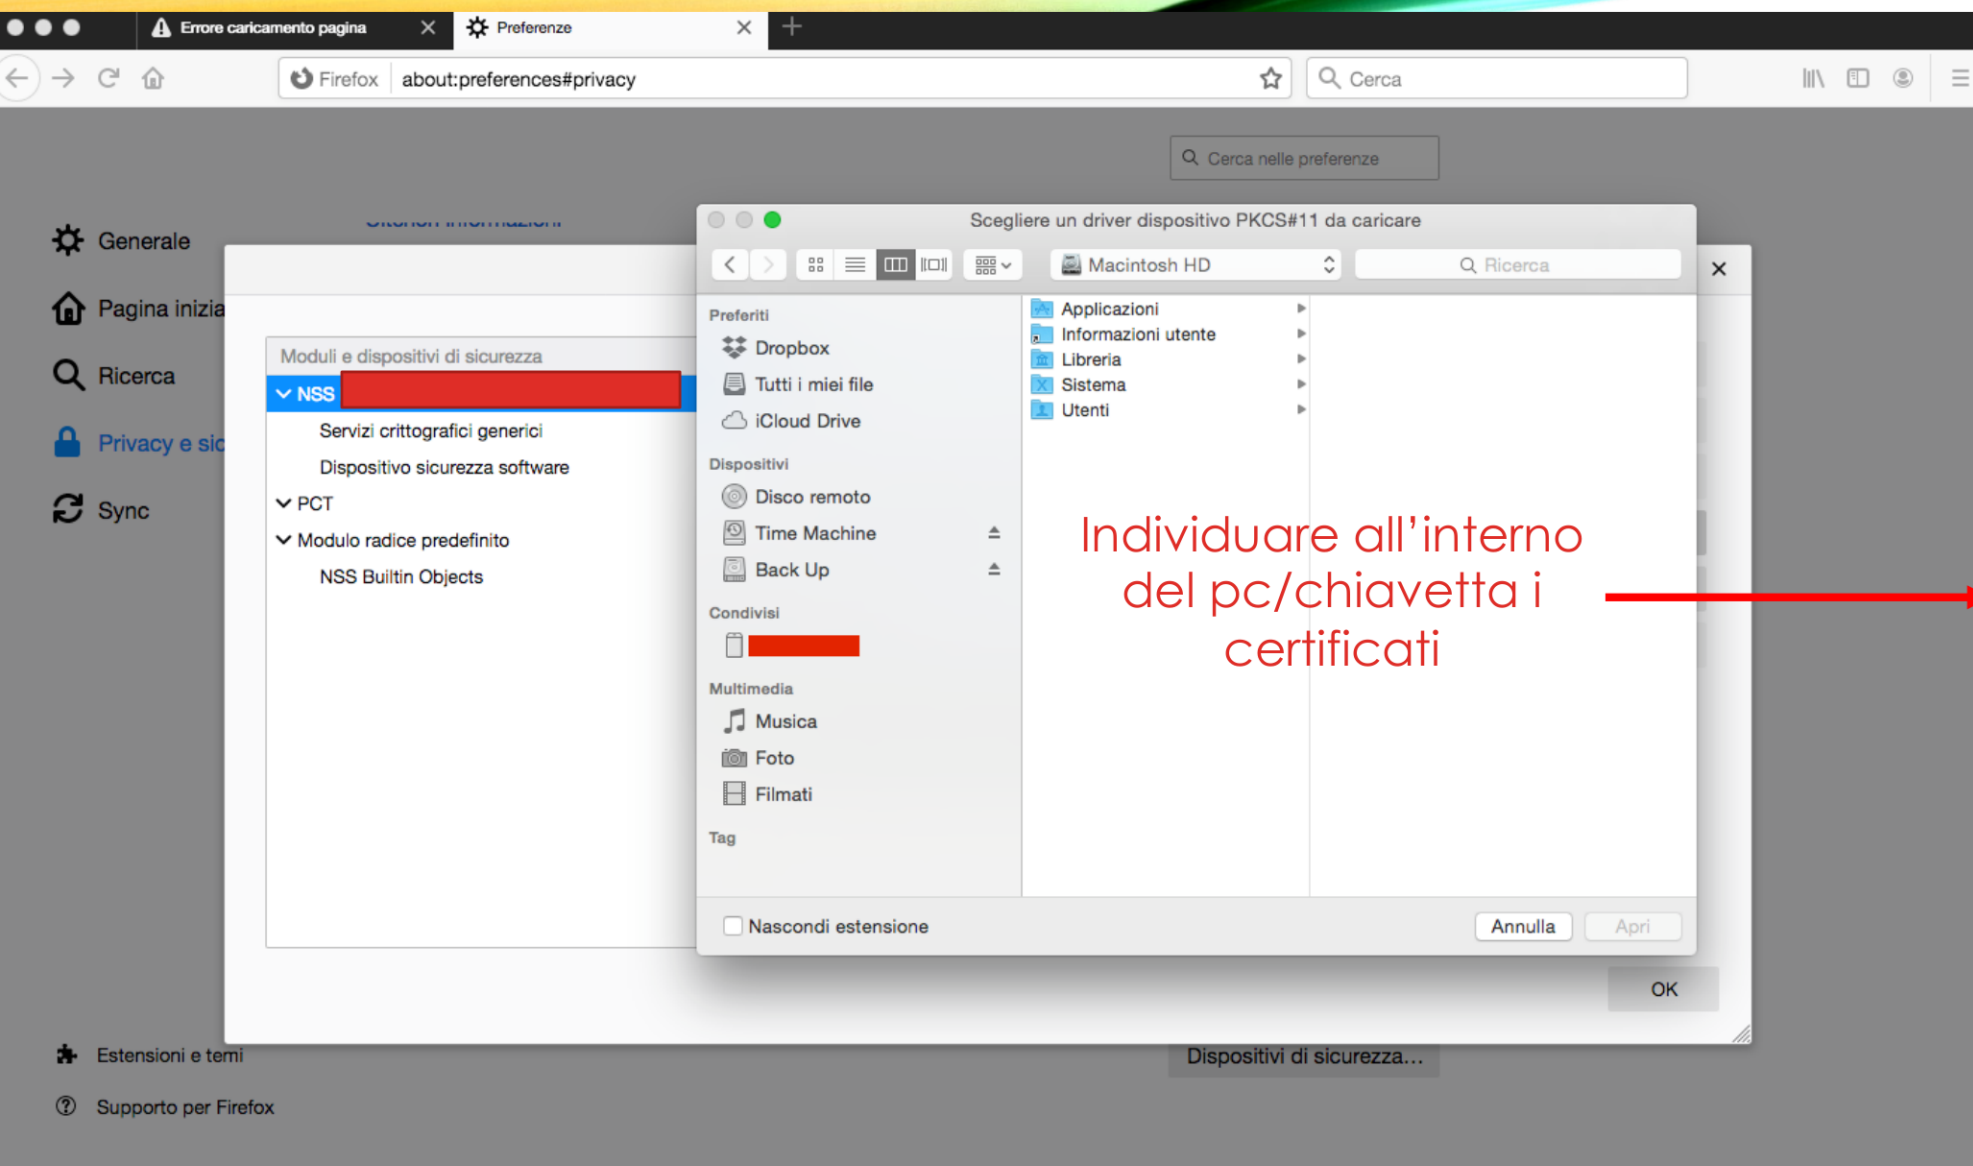 Errore caricamento pagina
Preferenze
Firefox about:preferences#privacy
Cerca
Cerca nelle preferenze
Generale
Pagina inizia
Ricerca
Privacy e sic
Sync
Estensioni e temi
Supporto per Firefox
Ulteriori informazioni
Moduli e dispositivi di sicurezza
NSS
Servizi crittografici generici
Dispositivo sicurezza software
PCT
Modulo radice predefinito
NSS Builtin Objects
Scegliere un driver dispositivo PKCS#11 da caricare
Macintosh HD
Ricerca
Preferiti
Dropbox
Tutti i miei file
iCloud Drive
Dispositivi
Disco remoto
Time Machine
Back Up
Condivisi
Multimedia
Musica
Foto
Filmati
Tag
Applicazioni
Informazioni utente
Libreria
Sistema
Utenti
Individuare all’interno
del pc/chiavetta i
certificati
Nascondi estensione
Annulla
Apri
OK
Dispositivi di sicurezza...